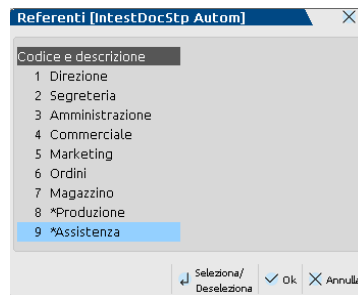 Referenti [IntestDocStp Autom]
Codice e descrizione
1 Direzione
2 Segreteria
3 Amministrazione
4 Commerciale
5 Marketing
6 Ordini
7 Magazzino
8 *Produzione
9 *Assistenza
Seleziona/
Deseleziona
Ok
Annulla